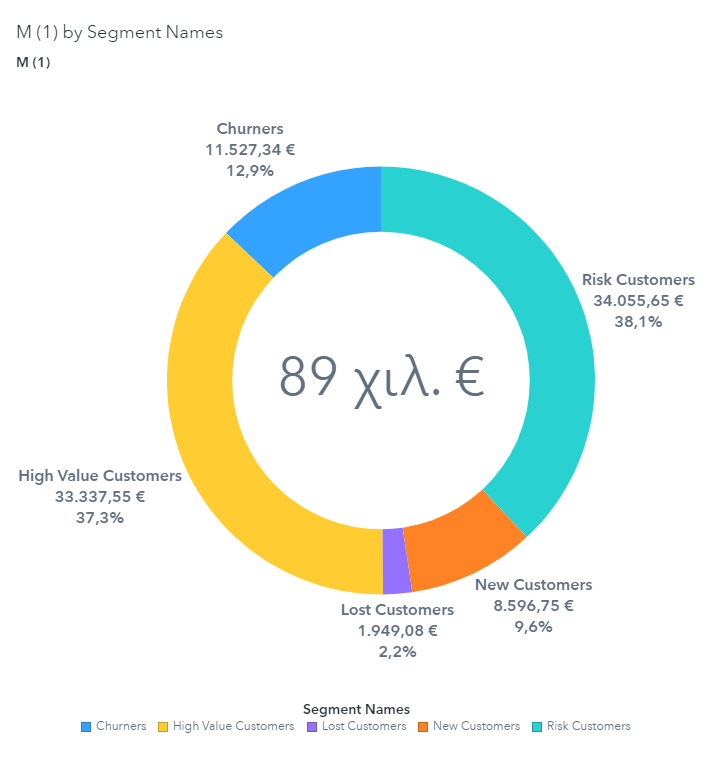 M (1) by Segment Names
M (1)
Churners
11.527,34 €
12,9%
Risk Customers
34.055,65 €
38,1%
89 χιλ. €
High Value Customers
33.337,55 €
37,3%
New Customers
8.596,75 €
9,6%
Lost Customers
1.949,08 €
2,2%
Segment Names
Churners High Value Customers Lost Customers New Customers Risk Customers